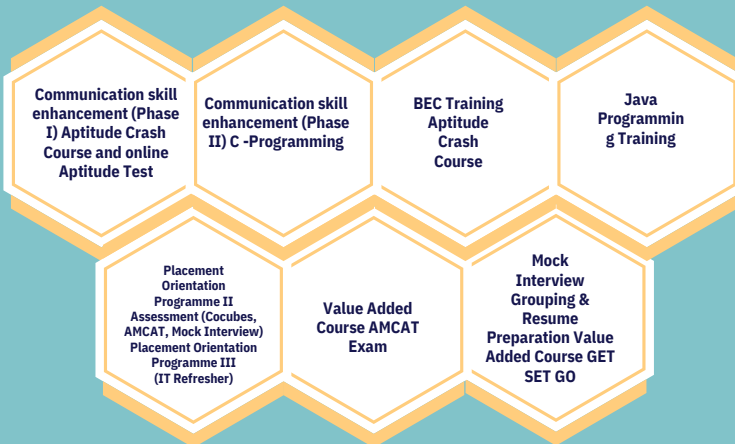 Communication skill
enhancement (Phase
I) Aptitude Crash
Course and online
Aptitude Test
Communication skill
enhancement (Phase
II) C -Programming
BEC Training
Aptitude
Crash
Course
Java
Programmin
g Training
Placement
Orientation
Programme II
Assessment (Cocubes,
AMCAT, Mock Interview)
Placement Orientation
Programme III
(IT Refresher)
Value Added
Course AMCAT
Exam
Mock
Interview
Grouping &
Resume
Preparation Value
Added Course GET
SET GO